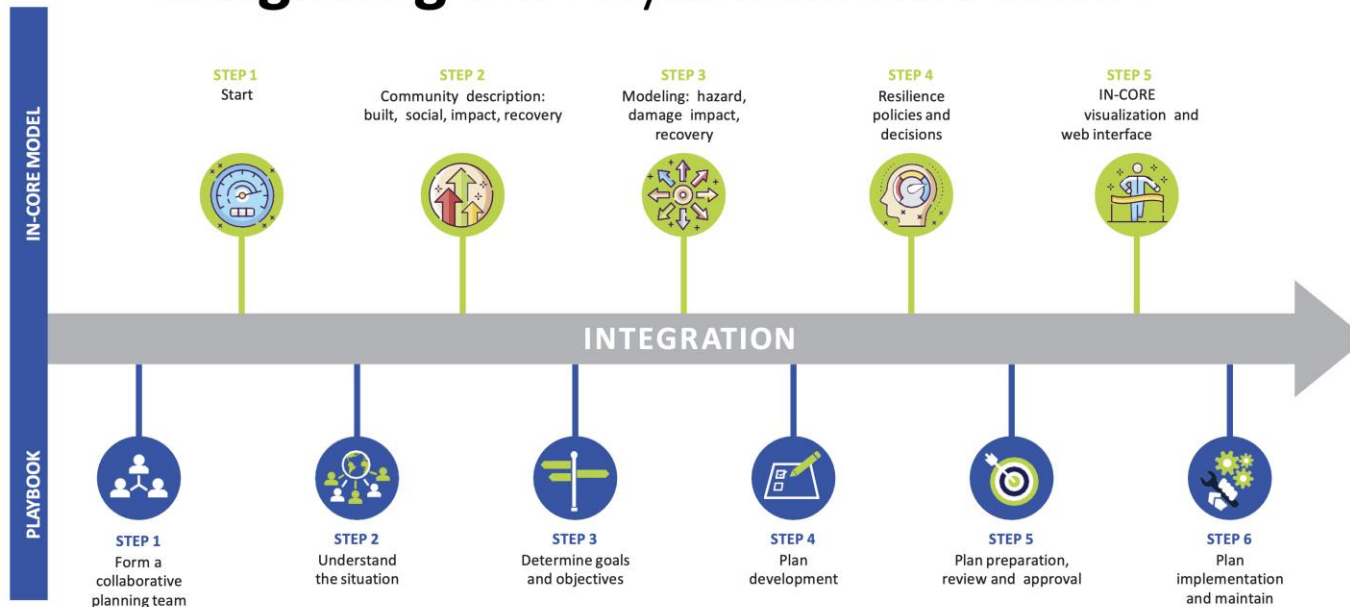 IN-CORE MODEL
STEP 1
Start
STEP 2
Community description:
built, social, impact, recovery
STEP 3
Modeling: hazard,
damage impact,
recovery
STEP 4
Resilience
policies and
decisions
STEP 5
IN-CORE
visualization and
web interface
INTEGRATION
PLAYBOOK
STEP 1
Form a
collaborative
planning team
STEP 2
Understand
the situation
STEP 3
Determine goals
and objectives
STEP 4
Plan
development
STEP 5
Plan preparation,
review and approval
STEP 6
Plan
implementation
and maintain